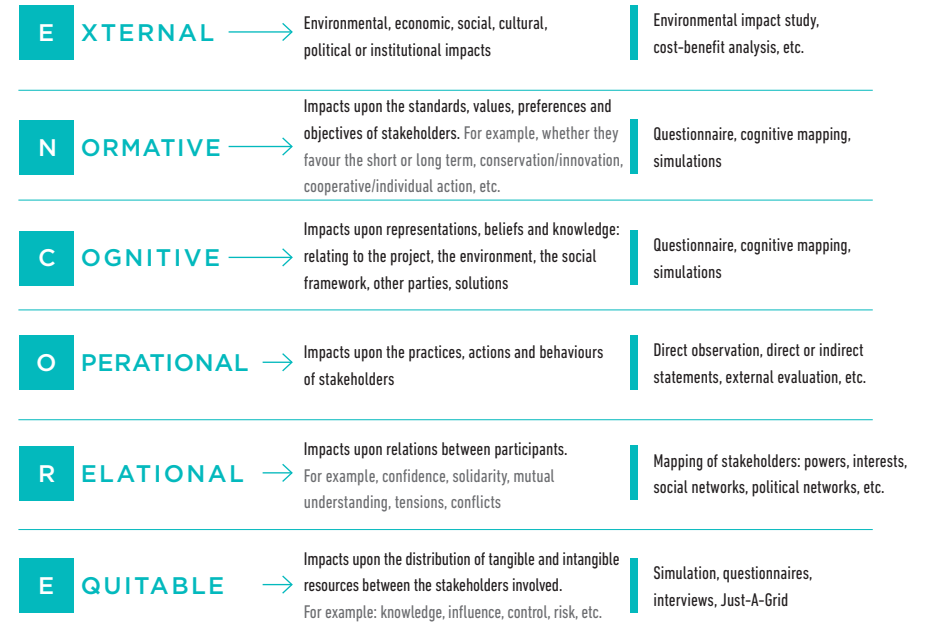 EXTERNAL
Environmental, economic, social, cultural,
political or institutional impacts
Environmental impact study,
cost-benefit analysis, etc.
NORMATIVE
Impacts upon the standards, values, preferences and
objectives of stakeholders. For example, whether they
favour the short or long term, conservation/innovation,
cooperative/individual action, etc.
Questionnaire, cognitive mapping,
simulations
COGNITIVE
Impacts upon representations, beliefs and knowledge:
relating to the project, the environment, the social
framework, other parties, solutions
Questionnaire, cognitive mapping,
simulations
OPERATIONAL
Impacts upon the practices, actions and behaviours
of stakeholders
Direct observation, direct or indirect
statements, external evaluation, etc.
RELATIONAL
Impacts upon relations between participants.
For example, confidence, solidarity, mutual
understanding, tensions, conflicts
Mapping of stakeholders: powers, interests,
social networks, political networks, etc.
EQUITABLE
Impacts upon the distribution of tangible and intangible
resources between the stakeholders involved.
For example: knowledge, influence, control, risk, etc.
Simulation, questionnaires,
interviews, Just-A-Grid